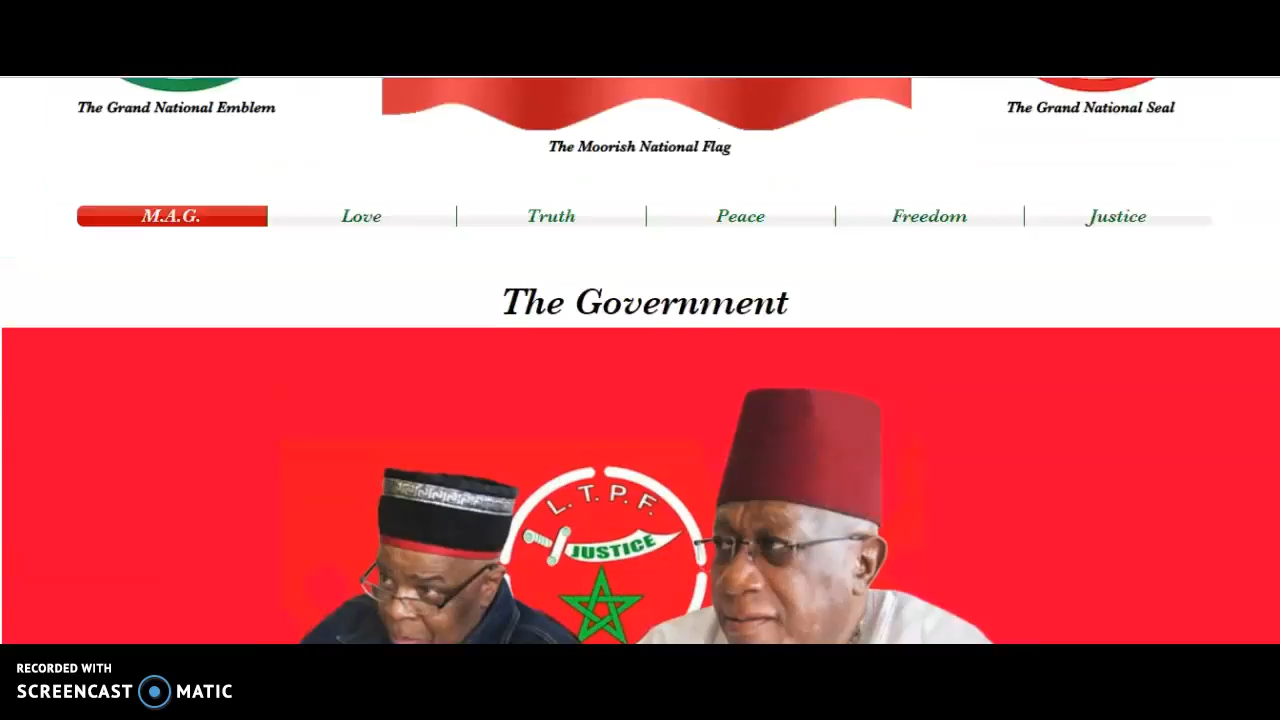 The Grand National Emblem
The Grand National Seal
The Moorish National Flag
M.A.G.
Love
Truth
Peace
Freedom
Justice
The Government
L.T.P.F.
JUSTICE
RECORDED WITH
SCREENCAST MATIC